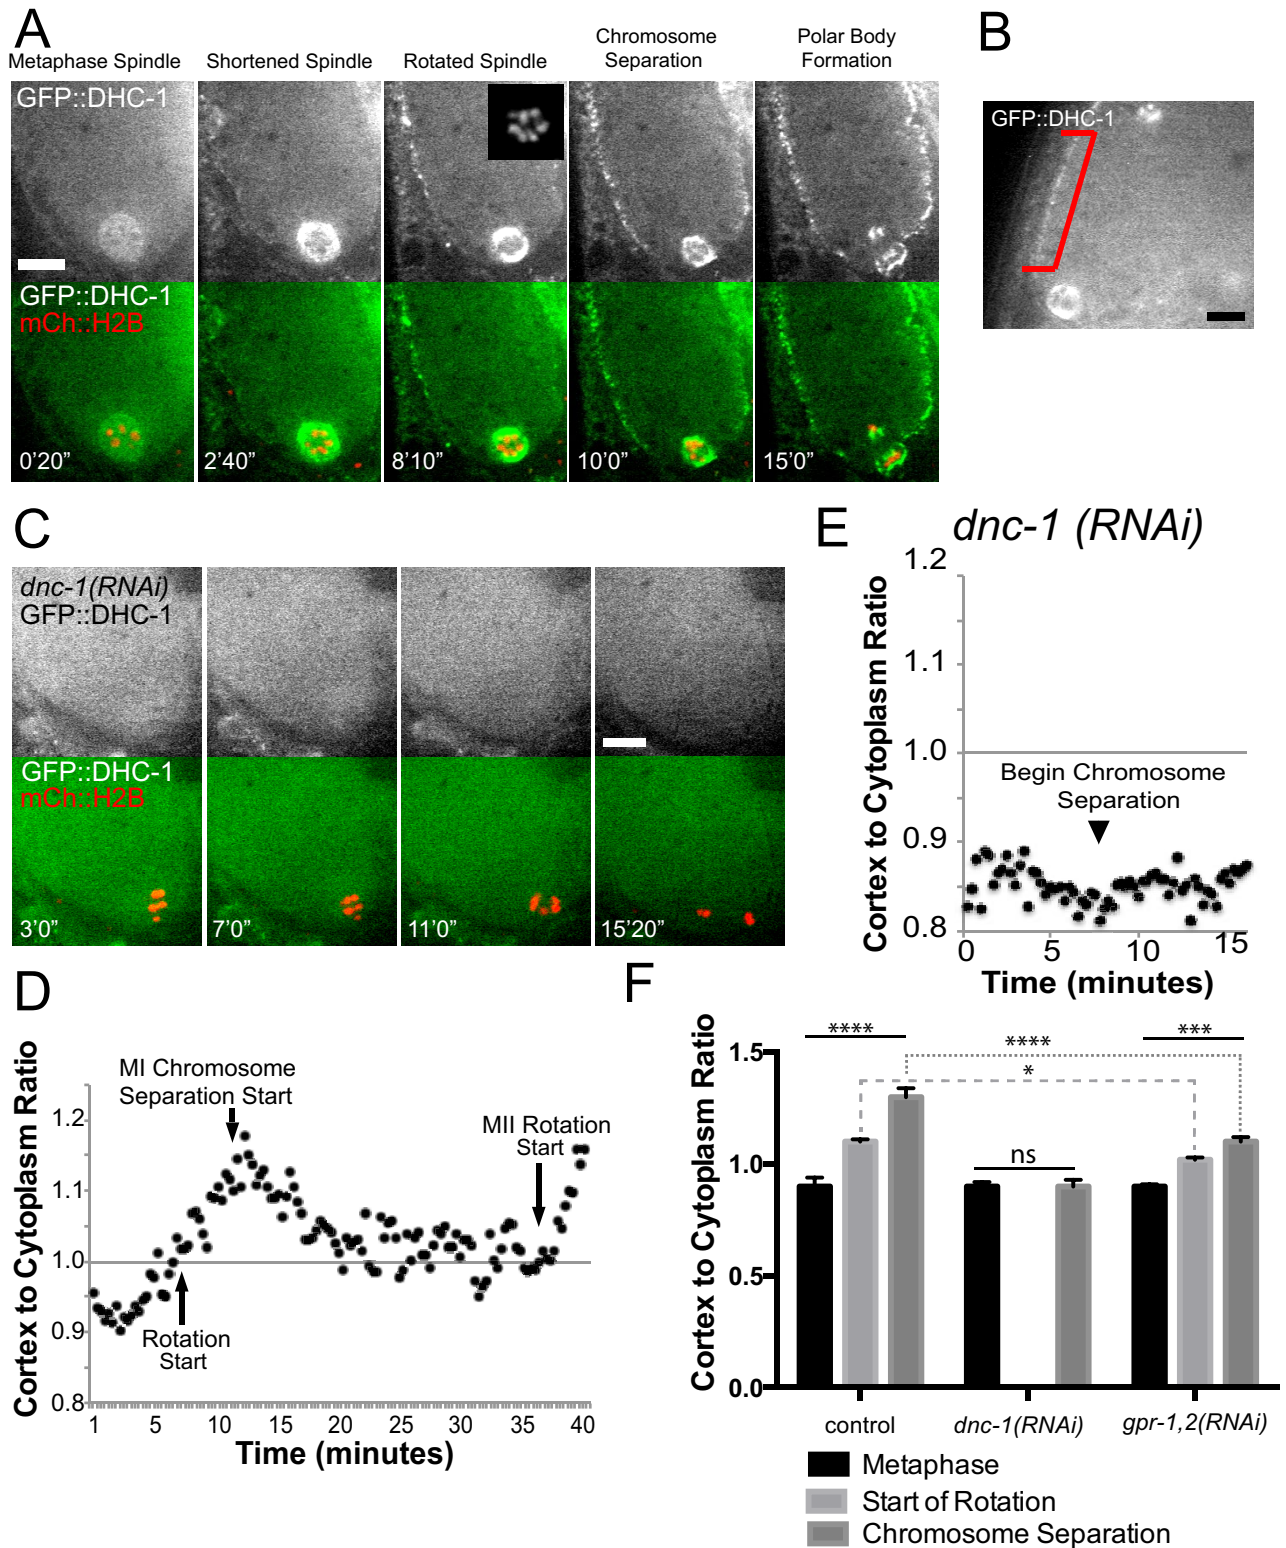 A
Metaphase Spindle
Shortened Spindle
Rotated Spindle
Chromosome
Separation
Polar Body
Formation
GFP::DHC-1
GFP::DHC-1
mCh::H2B
0’20”
2’40”
8’10”
10’0”
15’0”
B
GFP::DHC-1
C
dnc-1(RNAi)
GFP::DHC-1
GFP::DHC-1
mCh::H2B
3’0”
7’0”
11’0”
15’20”
D
Cortex to Cytoplasm Ratio
1.2
1.1
1.0
0.9
0.8
MI Chromosome
Separation Start
Rotation
Start
MII Rotation
Start
1
5
10
15
20
25
30
35
40
Time (minutes)
E
dnc-1 (RNAi)
Cortex to Cytoplasm Ratio
1.2
1.1
1.0
0.9
0.8
Begin Chromosome
Separation
0
5
10
15
Time (minutes)
F
Cortex to Cytoplasm Ratio
1.5
1.0
0.5
0.0
****
ns
****
*
***
control
dnc-1(RNAi)
gpr-1,2(RNAi)
Metaphase
Start of Rotation
Chromosome Separation